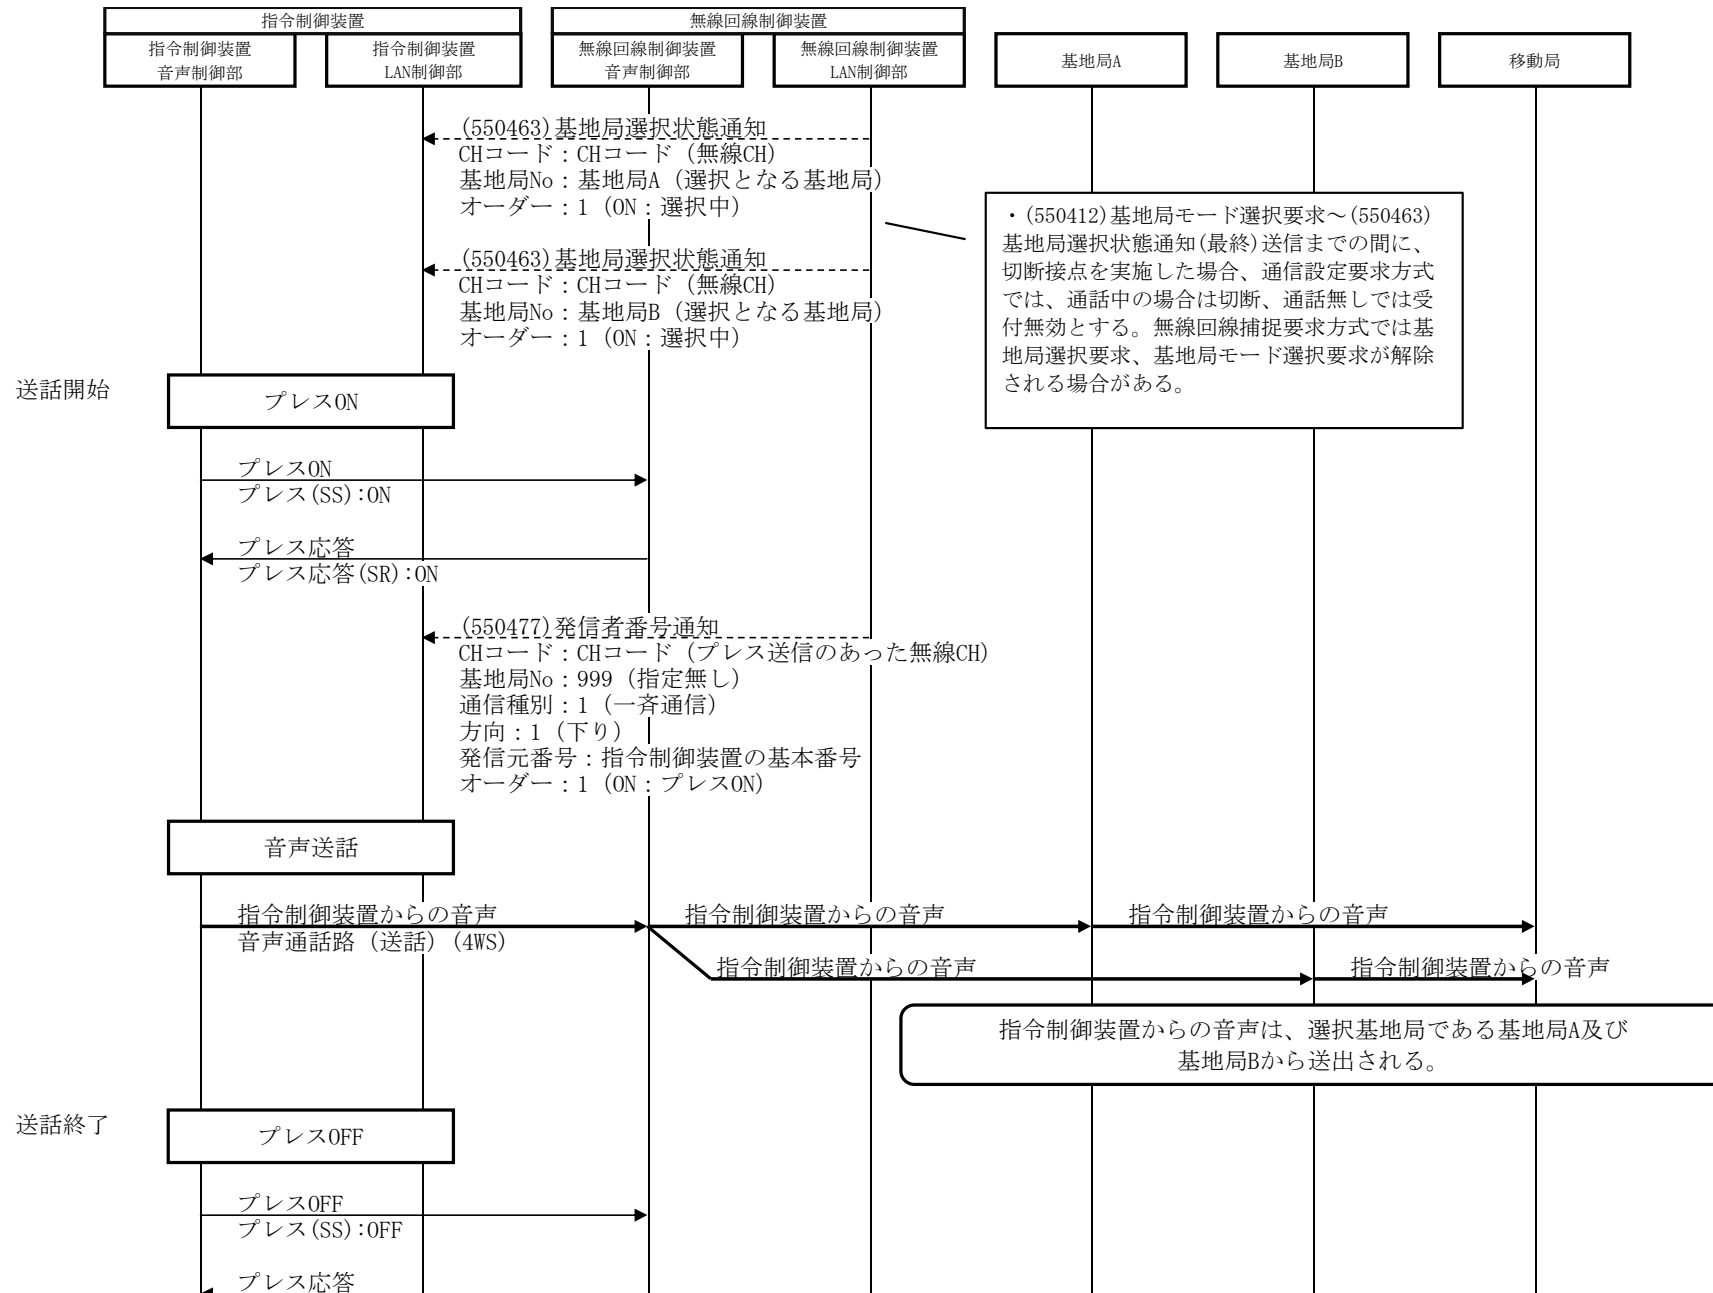 指令制御装置
無線回線制御装置
指令制御装置
音声制御部
指令制御装置
LAN制御部
無線回線制御装置
音声制御部
無線回線制御装置
LAN制御部
基地局A
基地局B
移動局
(550463)基地局選択状態通知
CHコード：CHコード（無線CH）
基地局No：基地局A（選択となる基地局）
オーダー：1（ON：選択中）
・(550412)基地局モード選択要求～(550463)
基地局選択状態通知(最終)送信までの間に、
切断接点を実施した場合、通信設定要求方式
では、通話中の場合は切断、通話無しでは受
付無効とする。無線回線捕捉要求方式では基
地局選択要求、基地局モード選択要求が解除
される場合がある。
(550463)基地局選択状態通知
CHコード：CHコード（無線CH）
基地局No：基地局B（選択となる基地局）
オーダー：1（ON：選択中）
送話開始
プレスON
プレスON
プレス(SS):ON
プレス応答
プレス応答(SR):ON
(550477)発信者番号通知
CHコード：CHコード（プレス送信のあった無線CH）
基地局No：999（指定無し）
通信種別：1（一斉通信）
方向：1（下り）
発信元番号：指令制御装置の基本番号
オーダー：1（ON：プレスON）
音声送話
指令制御装置からの音声
音声通話路（送話）(4WS)
指令制御装置からの音声
指令制御装置からの音声
指令制御装置からの音声
指令制御装置からの音声
指令制御装置からの音声は、選択基地局である基地局A及び
基地局Bから送出される。
送話終了
プレスOFF
プレスOFF
プレス(SS):OFF
プレス応答